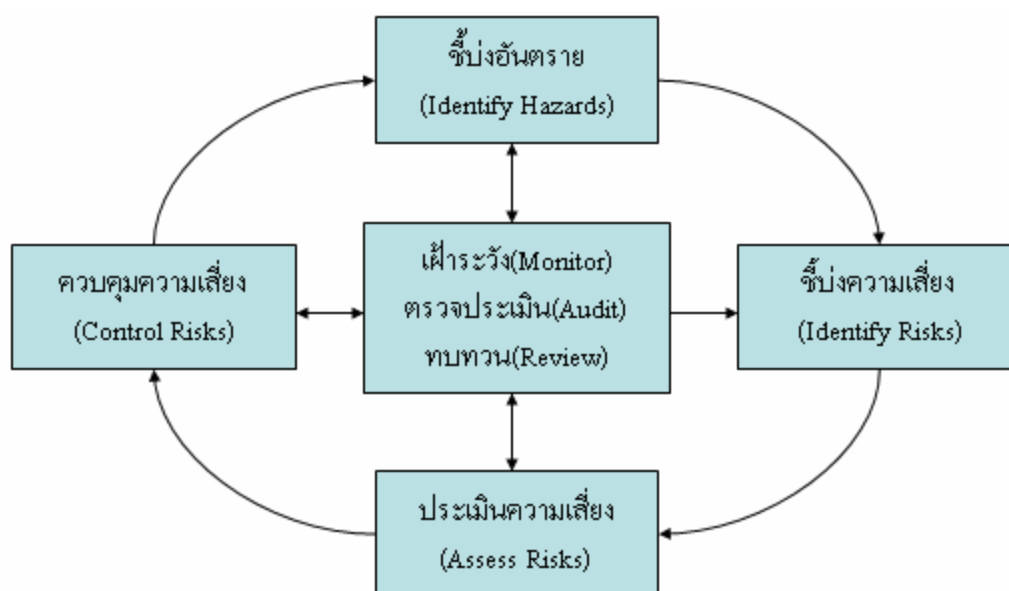 ชี้บ่งอันตราย
(Identify Hazards)
ควบคุมความเสี่ยง
(Control Risks)
เฝ้าระวัง(Monitor)
ตรวจประเมิน(Audit)
ทบทวน(Review)
ชี้บ่งความเสี่ยง
(Identify Risks)
ประเมินความเสี่ยง
(Assess Risks)